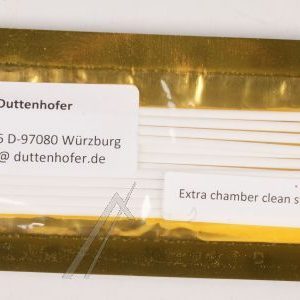 Duttenhofer
5 D-97080 Würzburg
@ duttenhofer.de
Extra chamber clean s